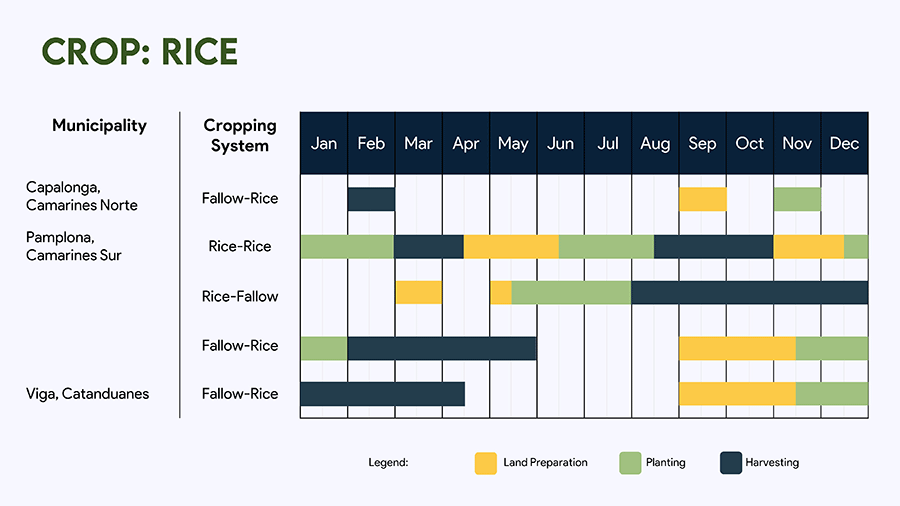 CROP: RICE
Municipality
Cropping
System
Jan Feb Mar Apr May Jun Jul Aug Sep Oct Nov Dec
Capalonga,
Camarines Norte
Fallow-Rice
Pamplona,
Camarines Sur
Rice-Rice
Rice-Fallow
Fallow-Rice
Viga, Catanduanes
Fallow-Rice
Legend: Land Preparation Planting Harvesting